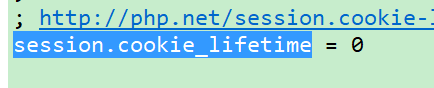 ; http://php.net/session.cookie-
session.cookie_lifetime = 0